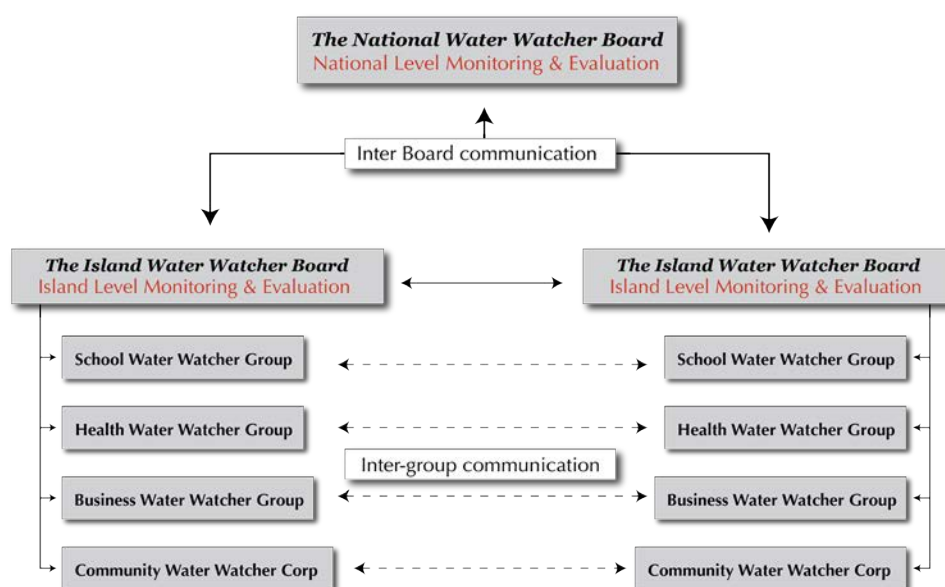 The National Water Watcher Board
National Level Monitoring & Evaluation
Inter Board communication
The Island Water Watcher Board
Island Level Monitoring & Evaluation
The Island Water Watcher Board
Island Level Monitoring & Evaluation
School Water Watcher Group
School Water Watcher Group
Health Water Watcher Group
Health Water Watcher Group
Inter-group communication
Business Water Watcher Group
Business Water Watcher Group
Community Water Watcher Corp
Community Water Watcher Corp